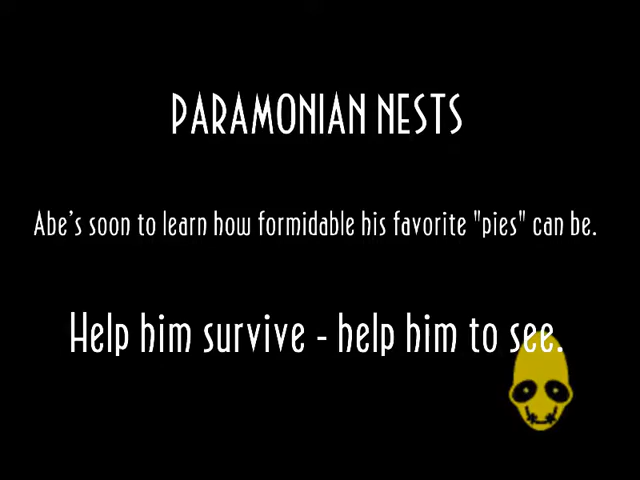 PARAMONIAN NESTS
Abe's soon to learn how formidable his favorite "pies" can be.
Help him survive - help him to see.